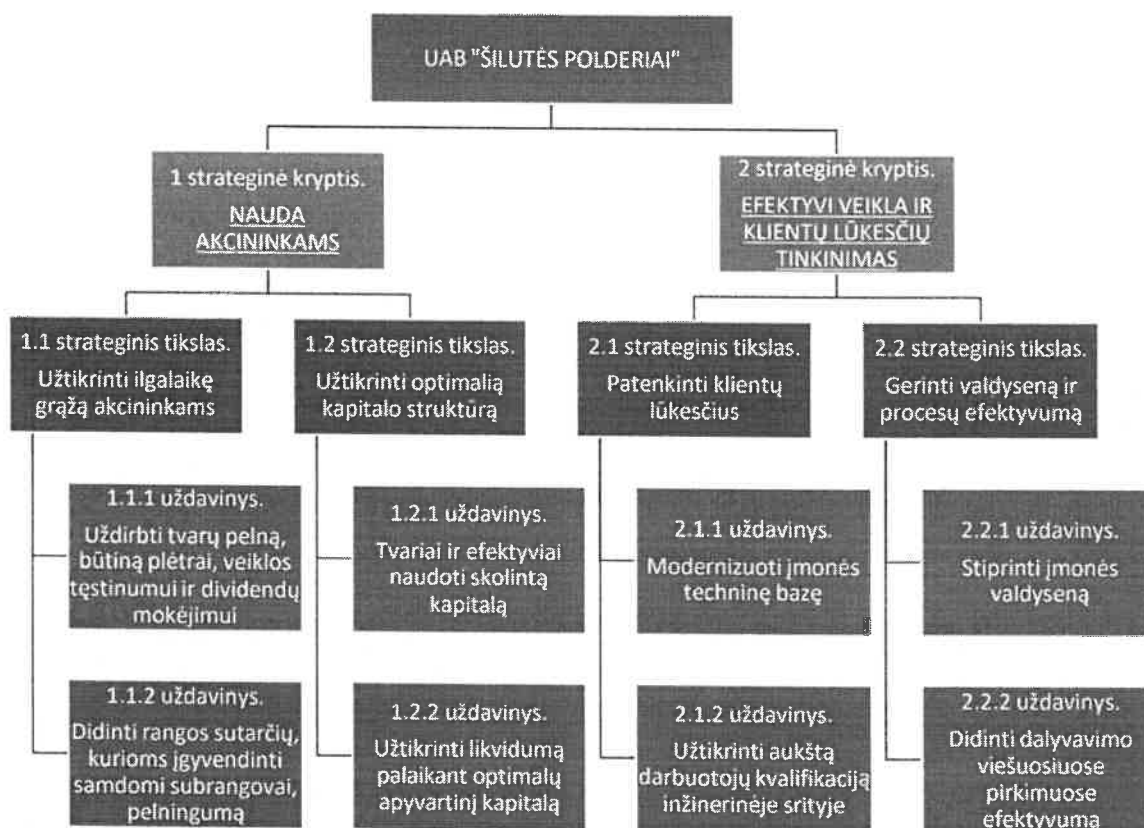 UAB "ŠILUTĖS POLDERIAI"
1 strateginė kryptis.
NAUDA
AKCININKAMS
2 strateginė kryptis.
EFEKTYVI VEIKLA IR
KLIENTŲ LŪKESČIŲ
TINKINIMAS
1.1 strateginis tikslas.
Užtikrinti ilgalaikę
grąžą akcininkams
1.2 strateginis tikslas.
Užtikrinti optimalią
kapitalo struktūrą
2.1 strateginis tikslas.
Patenkinti klientų
lūkesčius
2.2 strateginis tikslas.
Gerinti valdyseną ir
procesų efektyvumą
1.1.1 uždavinys.
Uždirbti tvarų pelną,
būtiną plėtrai, veiklos
tęstinumui ir dividendų
mokėjimui
1.2.1 uždavinys.
Tvariai ir efektyviai
naudoti skolintą
kapitalą
2.1.1 uždavinys.
Modernizuoti įmonės
techninę bazę
2.2.1 uždavinys.
Stiprinti įmonės
valdyseną
1.1.2 uždavinys.
Didinti rangos sutarčių,
kurioms įgyvendinti
samdomi subrangovai,
pelningumą
1.2.2 uždavinys.
Užtikrinti likvidumą
palaikant optimalų
apyvartinį kapitalą
2.1.2 uždavinys.
Užtikrinti aukštą
darbuotojų kvalifikaciją
inžinerinėje srityje
2.2.2 uždavinys.
Didinti dalyvavimo
viešuosiuose
pirkimuose
efektyvumą